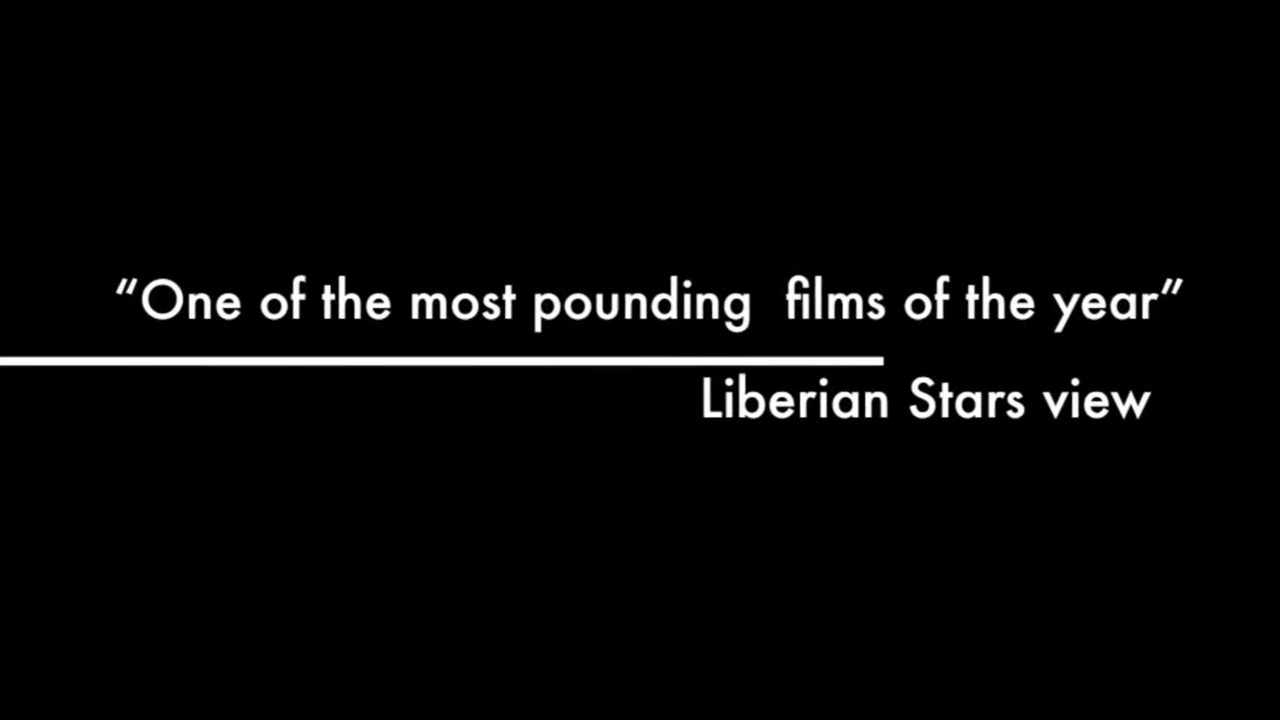 “One of the most pounding  films of the year”
Liberian Stars view